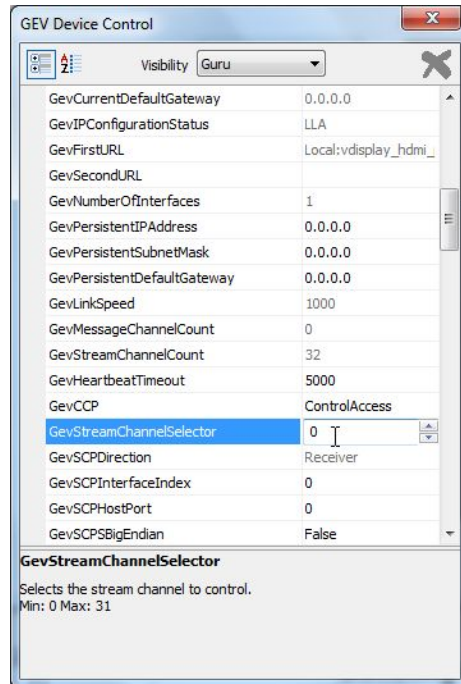 GEV Device Control
Visibility Guru
GevCurrentDefaultGateway 0.0.0.0
GevIPConfigurationStatus LLA
GevFirstURL Local:vdisplay_hdmi_
GevSecondURL
GevNumberOfInterfaces 1
GevPersistentIPAddress 0.0.0.0
GevPersistentSubnetMask 0.0.0.0
GevPersistentDefaultGateway 0.0.0.0
GevLinkSpeed 1000
GevMessageChannelCount 0
GevStreamChannelCount 32
GevHeartbeatTimeout 5000
GevCCP ControlAccess
GevStreamChannelSelector 0
GevSCPDirection Receiver
GevSCPInterfaceIndex 0
GevSCPHostPort 0
GevSCPSBigEndian False
GevStreamChannelSelector
Selects the stream channel to control.
Min: 0 Max: 31